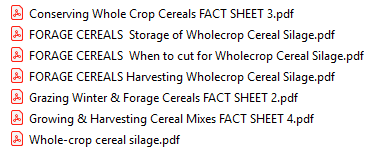 Conserving Whole Crop Cereals FACT SHEET 3.pdf
FORAGE CEREALS  Storage of Wholecrop Cereal Silage.pdf
FORAGE CEREALS  When to cut for Wholecrop Cereal Silage.pdf
FORAGE CEREALS Harvesting Wholecrop Cereal Silage.pdf
Grazing Winter & Forage Cereals FACT SHEET 2.pdf
Growing & Harvesting Cereal Mixes FACT SHEET 4.pdf
Whole-crop cereal silage.pdf